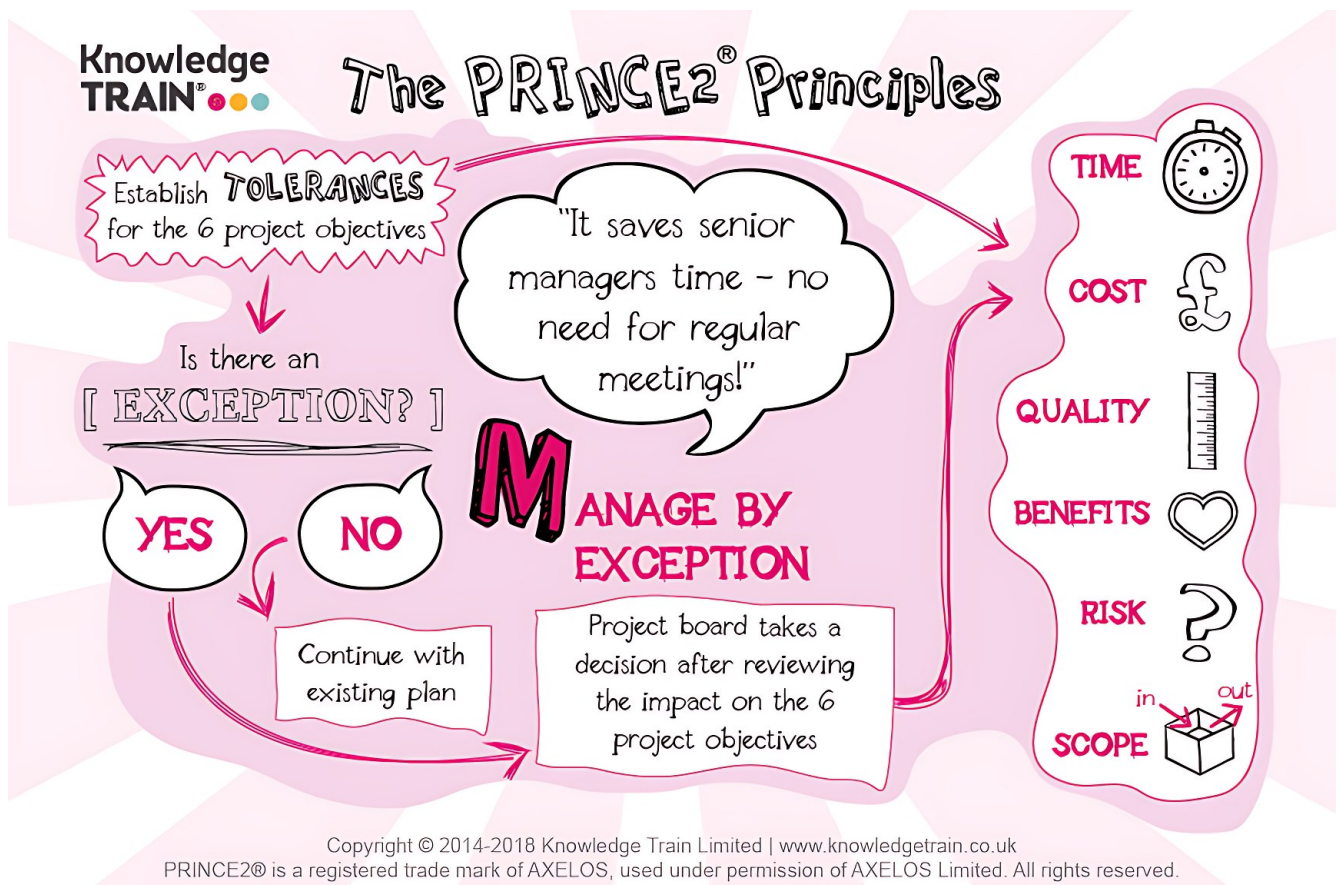 Knowledge
TRAIN®
The PRINCE2® Principles
Establish TOLERANCES
for the 6 project objectives
Is there an
[ EXCEPTION? ]
YES
NO
Continue with
existing plan
"It saves senior
managers time – no
need for regular
meetings!"
MANAGE BY
EXCEPTION
Project board takes a
decision after reviewing
the impact on the 6
project objectives
TIME
COST
£
QUALITY
BENEFITS
RISK
?
in
out
SCOPE
Copyright © 2014-2018 Knowledge Train Limited | www.knowledgetrain.co.uk
PRINCE2® is a registered trade mark of AXELOS, used under permission of AXELOS Limited. All rights reserved.